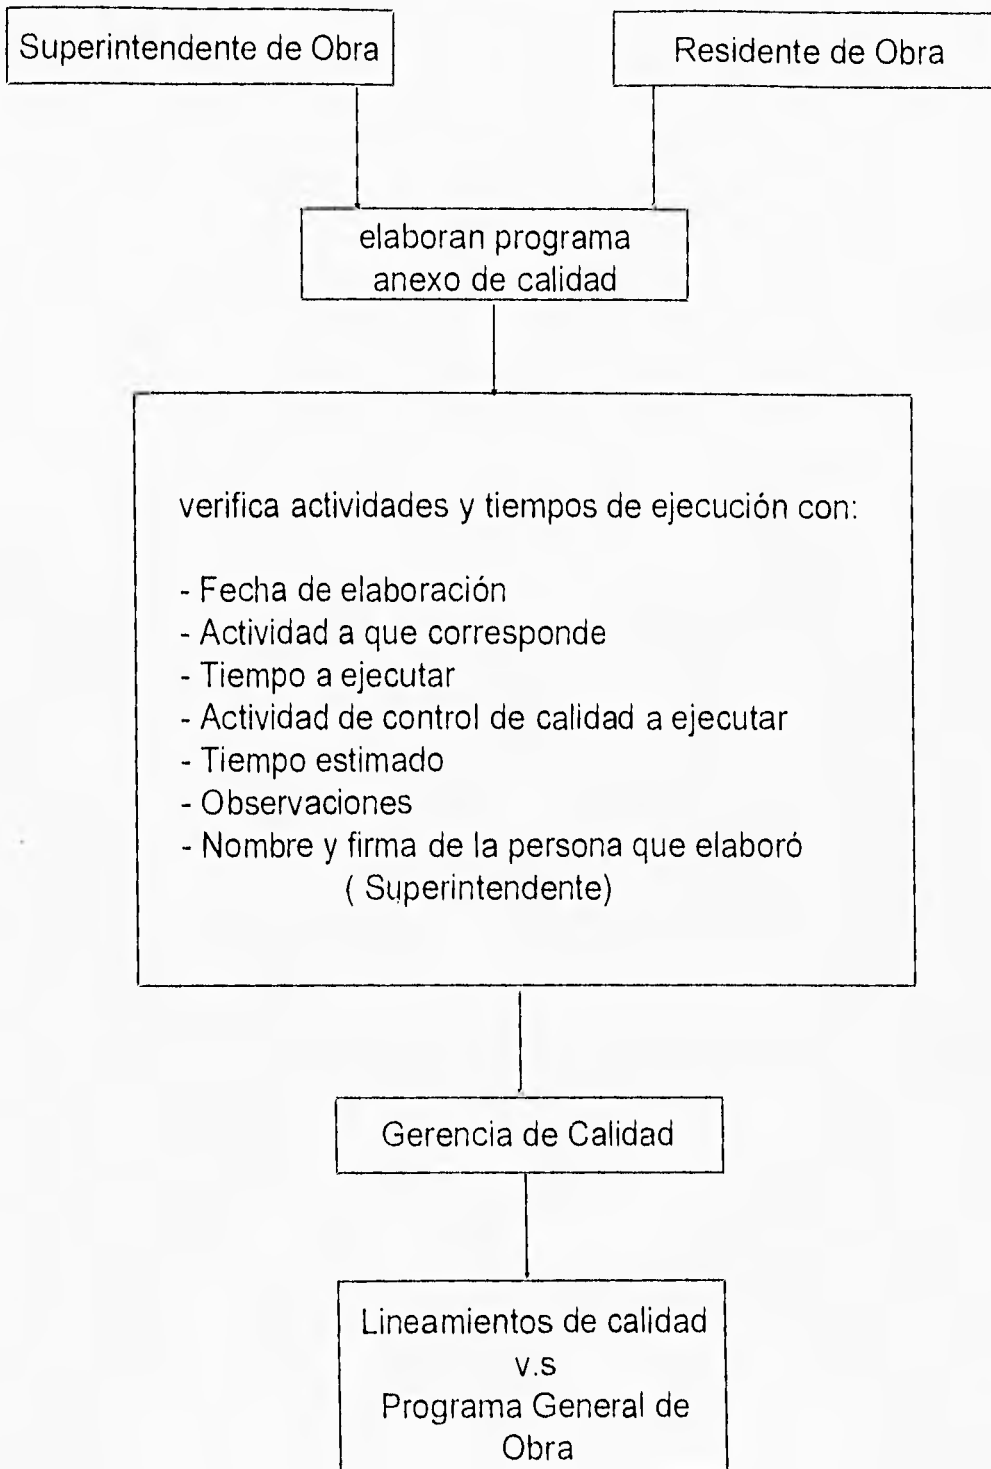 Superintendente de Obra
Residente de Obra
elaboran programa
anexo de calidad
verifica actividades y tiempos de ejecución con:
- Fecha de elaboración
- Actividad a que corresponde
- Tiempo a ejecutar
- Actividad de control de calidad a ejecutar
- Tiempo estimado
- Observaciones
- Nombre y firma de la persona que elaboró
( Superintendente)
Gerencia de Calidad
Lineamientos de calidad
v.s
Programa General de
Obra